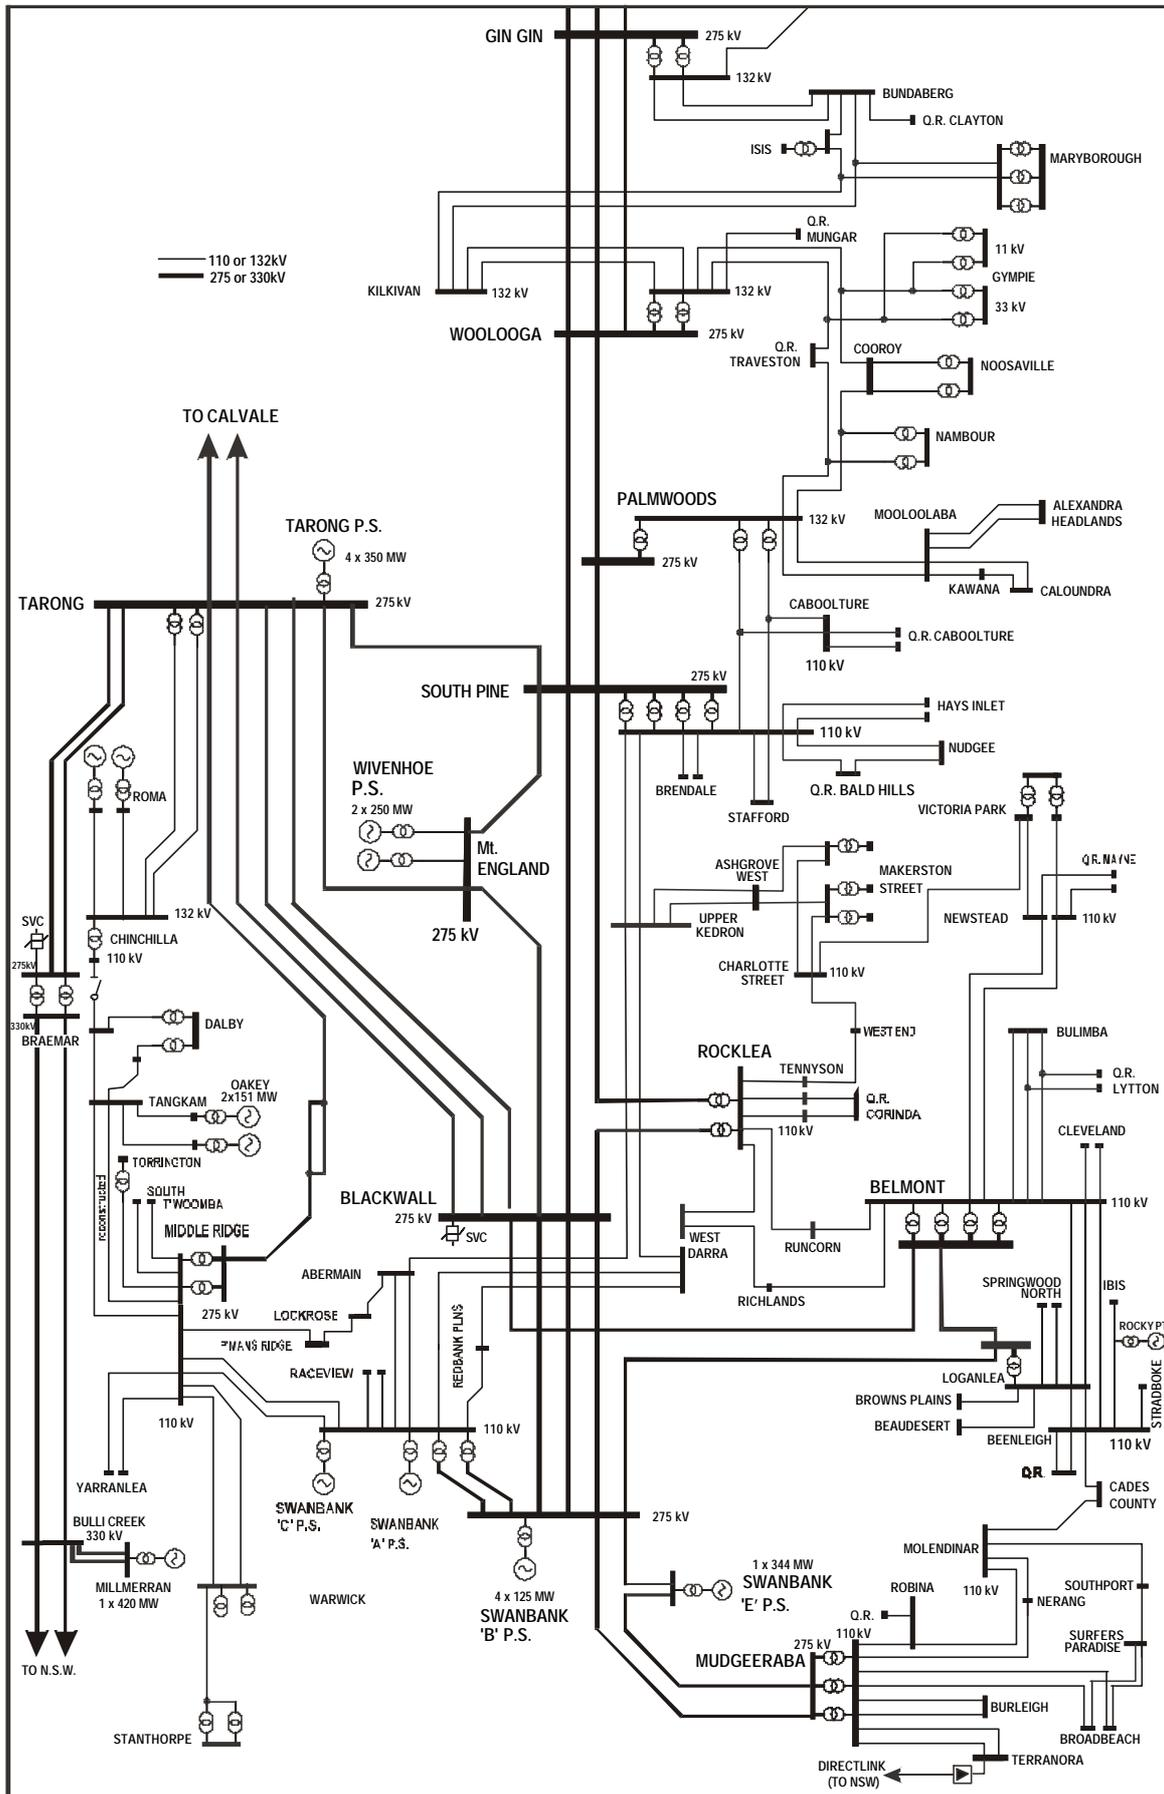 GIN GIN
275 kV
132 kV
BUNDABERG
Q.R. CLAYTON
ISIS
MARYBOROUGH
Q.R.
MUNGAR
11 kV
GYMPIE
33 kV
110 or 132kV
275 or 330kV
KILKIVAN
132 kV
132 kV
WOOLOOGA
275 kV
Q.R.
TRAVESTON
COOROY
NOOSAVILLE
NAMBOUR
TO CALVALE
PALMWOODS
132 kV
MOOLOOLABA
ALEXANDRA
HEADLANDS
TARONG P.S.
4 x 350 MW
275 kV
KAWANA
CALOUNDRA
TARONG
275 kV
CABOOLTURE
Q.R. CABOOLTURE
110 kV
SOUTH PINE
275 kV
110 kV
HAYS INLET
NUDGEE
BRENDALE
Q.R. BALD HILLS
STAFFORD
ROMA
WIVENHOE
P.S.
2 x 250 MW
Mt.
ENGLAND
275 kV
VICTORIA PARK
ASHGROVE
WEST
MAKERSTON
STREET
UPPER
KEDRON
NEWSTEAD
110 kV
132 kV
SVC
CHINCHILLA
110 kV
CHARLOTTE
STREET
110 kV
275kV
330kV
BRAEMAR
DALBY
ROCKLEA
TENNYSON
Q.R.
CORINDA
110 kV
BULIMBA
Q.R.
LYTTON
CLEVELAND
TANGKAM
OAKEY
2x151 MW
TORRINGTON
SOUTH
T'WOOMBA
MIDDLE RIDGE
275 kV
BLACKWALL
275 kV
SVC
BELMONT
110 kV
WEST
DARRA
RUNCORN
RICHLANDS
ABERMAIN
LOCKROSE
REDBANK PLNS
RACEVIEW
SPRINGWOOD
NORTH
IBIS
ROCKY PT
LOGANLEA
STRADBOKE
BROWNS PLAINS
BEAUDESERT
BEENLEIGH
110 kV
110 kV
110 kV
Q.R.
YARRANLEA
SWANBANK
'C' P.S.
SWANBANK
'A' P.S.
275 kV
CADES
COUNTY
BULLI CREEK
330 kV
MILLMERRAN
1 x 420 MW
WARWICK
4 x 125 MW
SWANBANK
'B' P.S.
1 x 344 MW
SWANBANK
'E' P.S.
MOLENDINAR
110 kV
ROBINA
Q.R.
NERANG
SOUTHPORT
SURFERS
PARADISE
TO N.S.W.
275 kV
110 kV
MUDGEERABA
BURLEIGH
BROADBEACH
STANTHORPE
TERRANORA
DIRECTLINK
(TO NSW)